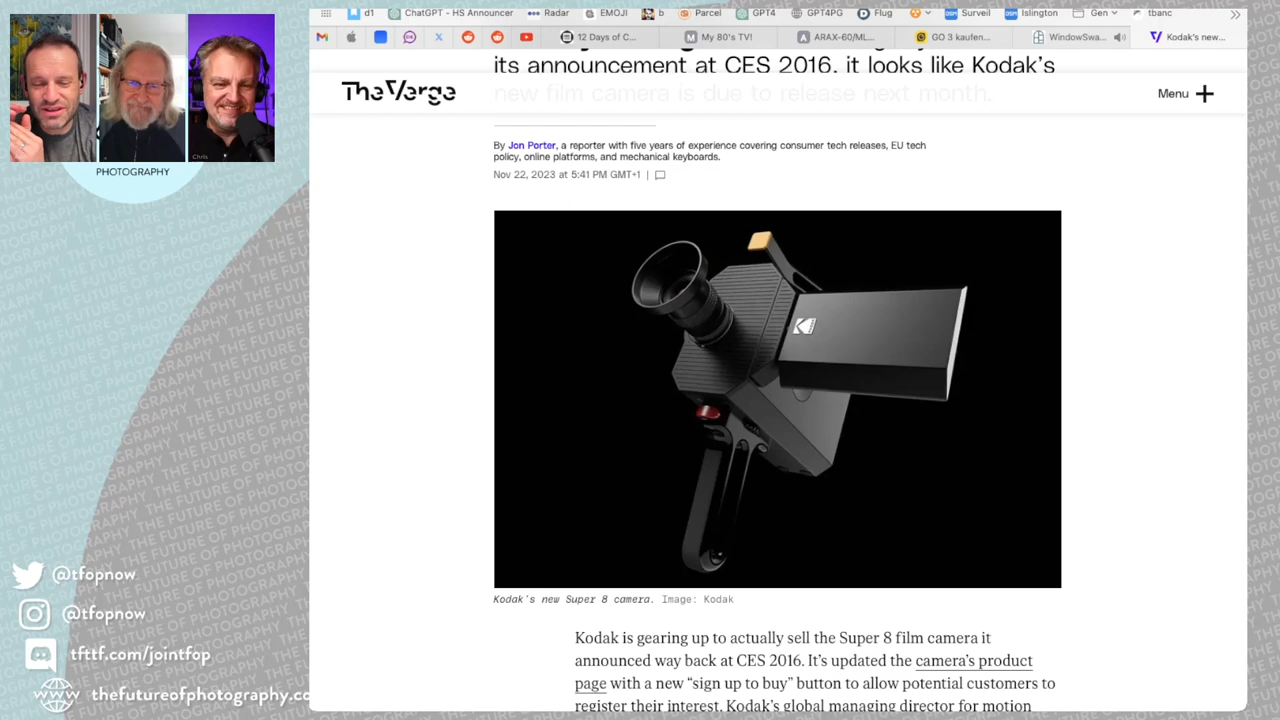 d1
ChatGPT - HS Announcer
Radar
EMOJI
b
Parcel
GPT4
GPT4PG
Flug
Surveil
Islington
Gen
tbanc
12 Days of C...
My 80's TV!
ARAX-60/ML...
GO 3 kaufen...
WindowSwa...
Kodak's new...
its announcement at CES 2016, it looks like Kodak's
new film camera is due to release next month.
The Verge
Menu
By Jon Porter, a reporter with five years of experience covering consumer tech releases, EU tech
policy, online platforms, and mechanical keyboards.
Nov 22, 2023 at 5:41 PM GMT+1 |
Kodak's new Super 8 camera. Image: Kodak
Kodak is gearing up to actually sell the Super 8 film camera it
announced way back at CES 2016. It's updated the camera's product
page with a new “sign up to buy” button to allow potential customers to
register their interest. Kodak's global managing director for motion
Chris
PHOTOGRAPHY
THE FUTURE OF PHOTOGRAPHY
@tfopnow
@tfopnow
tfttf.com/jointfop
www
thefutureofphotography.co